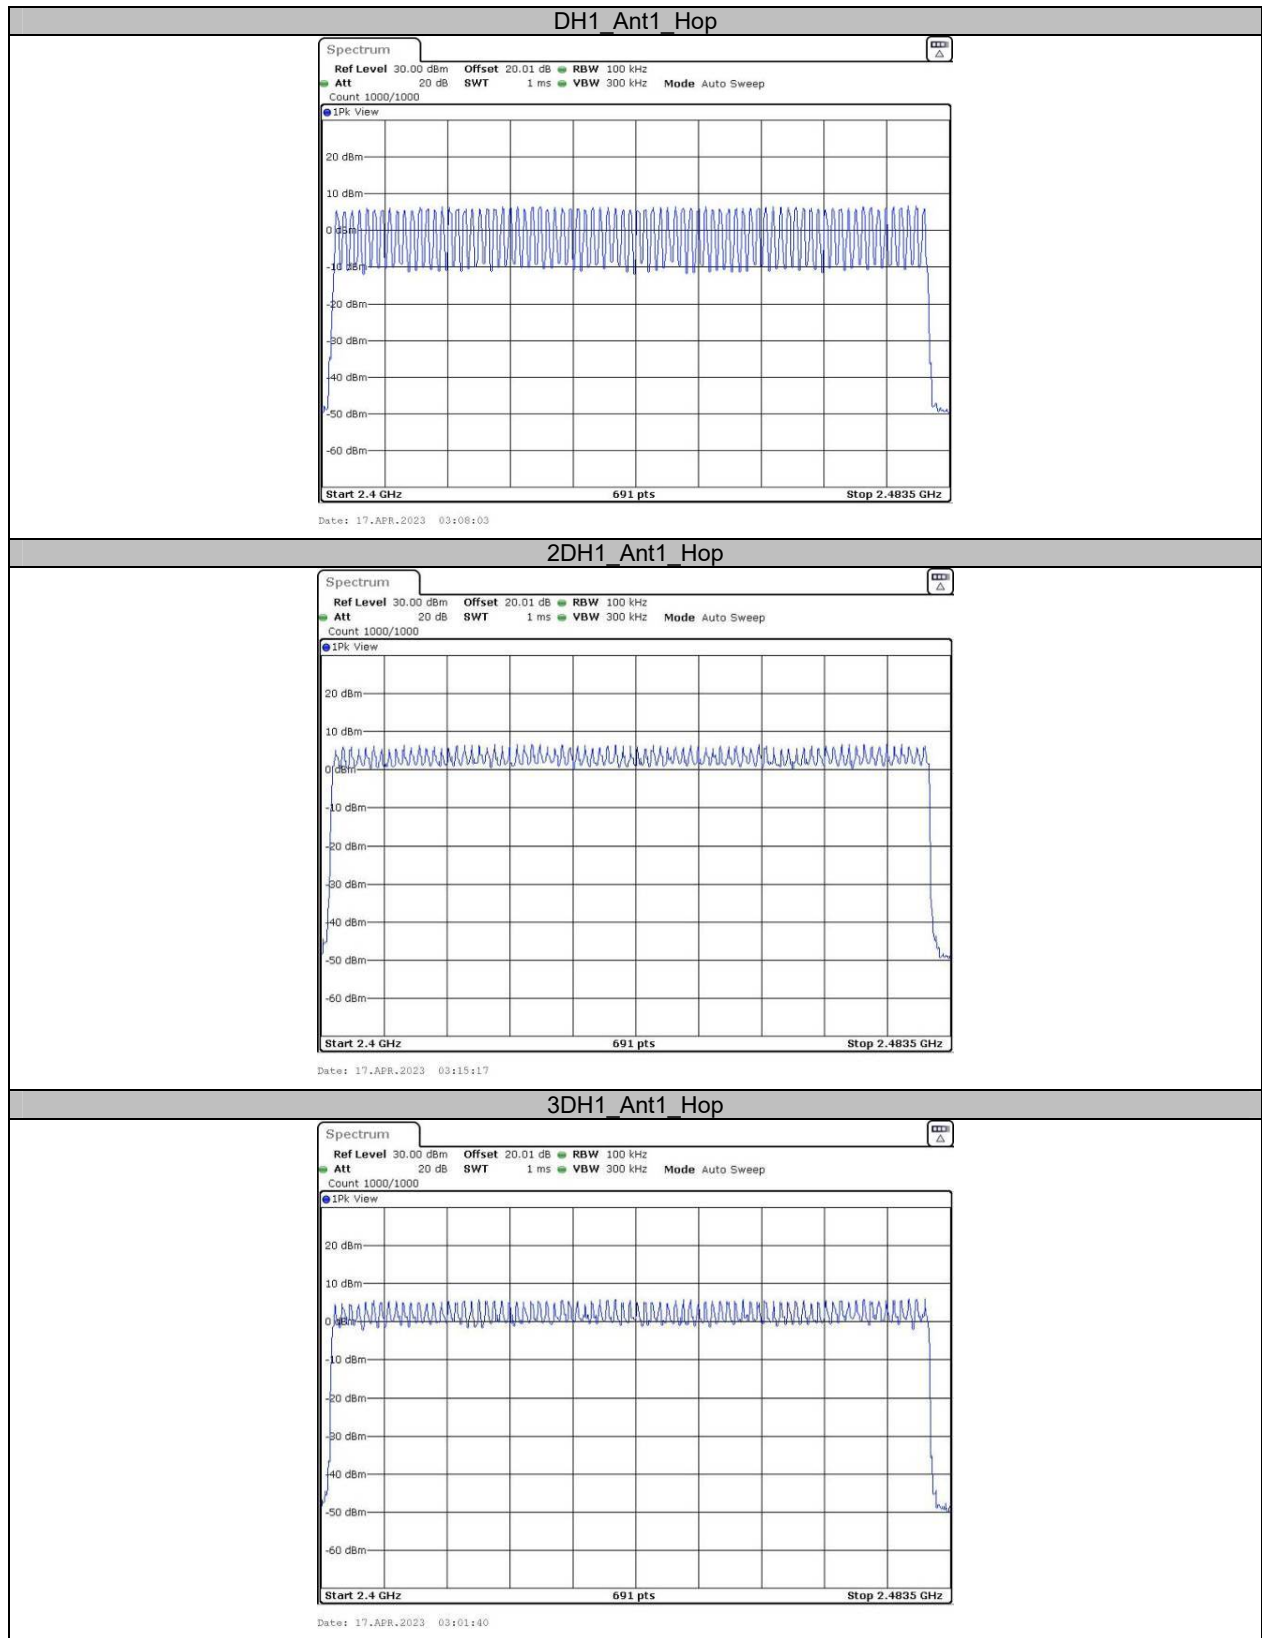 DH1_Ant1_Hop
Spectrum
Ref Level 30.00 dBm Offset 20.01 dB RBW 100 kHz
Att 20 dB SWT 1 ms VBW 300 kHz Mode Auto Sweep
Count 1000/1000
1Pk View
20 dBm
10 dBm
0 dBm
-10 dBm
-20 dBm
-30 dBm
-40 dBm
-50 dBm
-60 dBm
Start 2.4 GHz 691 pts Stop 2.4835 GHz
Date: 17.APR.2023 03:08:03
2DH1_Ant1_Hop
Spectrum
Ref Level 30.00 dBm Offset 20.01 dB RBW 100 kHz
Att 20 dB SWT 1 ms VBW 300 kHz Mode Auto Sweep
Count 1000/1000
1Pk View
20 dBm
10 dBm
0 dBm
-10 dBm
-20 dBm
-30 dBm
-40 dBm
-50 dBm
-60 dBm
Start 2.4 GHz 691 pts Stop 2.4835 GHz
Date: 17.APR.2023 03:15:17
3DH1_Ant1_Hop
Spectrum
Ref Level 30.00 dBm Offset 20.01 dB RBW 100 kHz
Att 20 dB SWT 1 ms VBW 300 kHz Mode Auto Sweep
Count 1000/1000
1Pk View
20 dBm
10 dBm
0 dBm
-10 dBm
-20 dBm
-30 dBm
-40 dBm
-50 dBm
-60 dBm
Start 2.4 GHz 691 pts Stop 2.4835 GHz
Date: 17.APR.2023 03:01:40